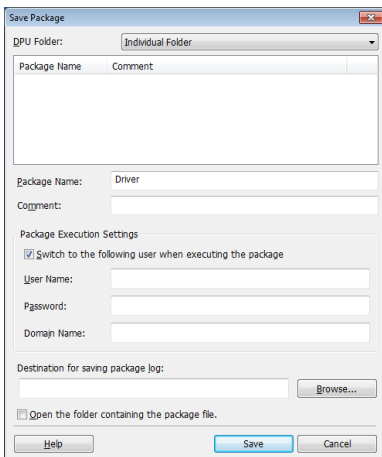 Save Package
DPU Folder: Individual Folder
Package Name Comment
Package Name: Driver
Comment:
Package Execution Settings
Switch to the following user when executing the package
User Name:
Password:
Domain Name:
Destination for saving package log:
Browse...
Open the folder containing the package file.
Help Save Cancel